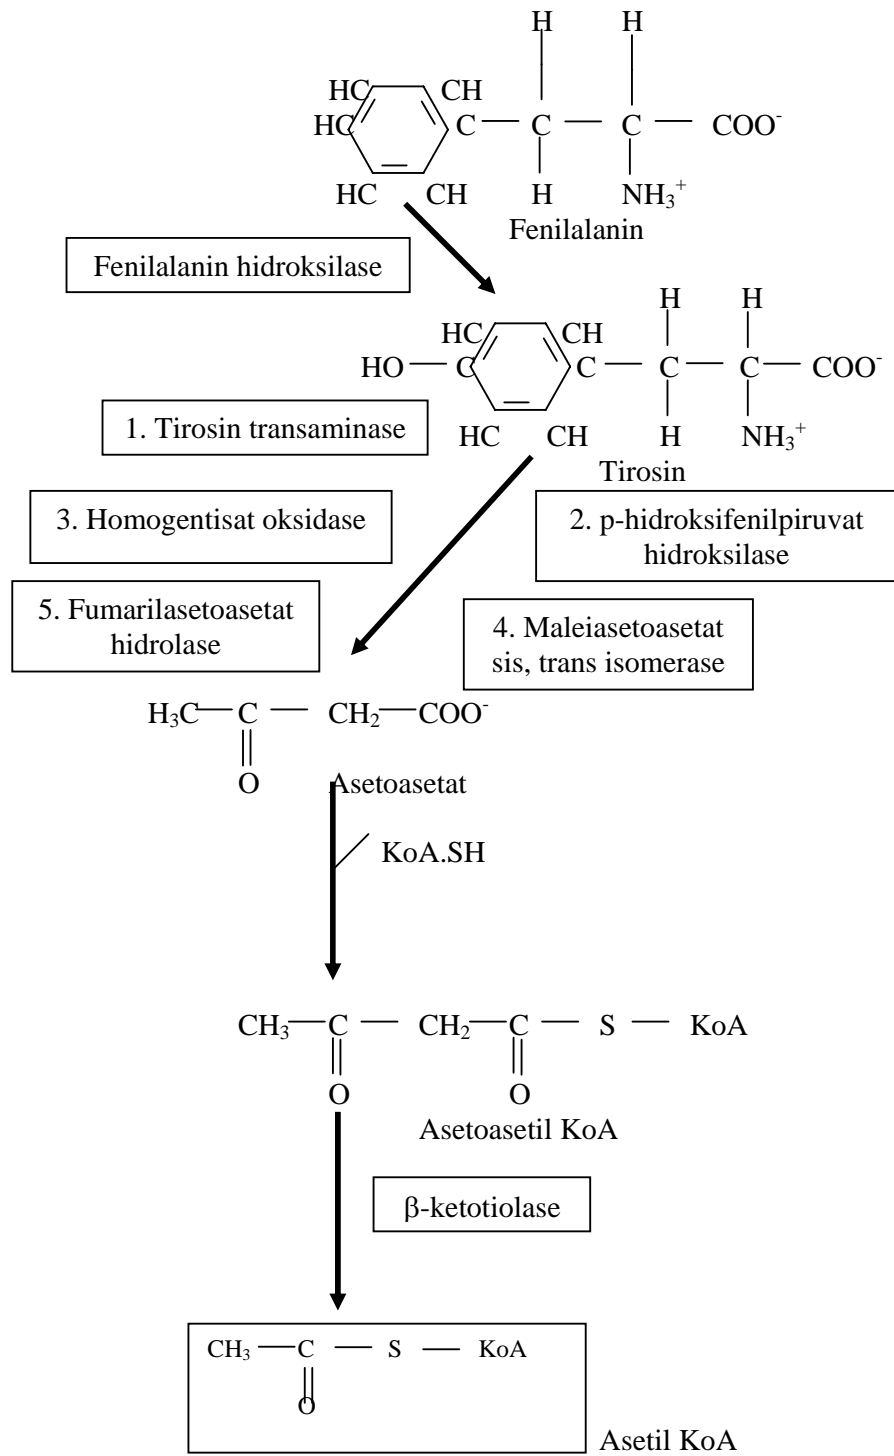 H H
HC CH
HC C C C COO-
HC CH H NH3+
Fenilalanin
Fenilalanin hidroksilase
H H
HC CH
HO C C C C COO-
1. Tirosin transaminase
HC CH H NH3+
Tirosin
3. Homogentisat oksidase
2. p-hidroksifenilpiruvat
hidroksilase
5. Fumarilasetoasetat
hidrolase
4. Maleiasetoasetat
sis, trans isomerase
H3C C CH2 COO-
O
Asetoasetat
KoA.SH
CH3 C CH2 C S KoA
O O
Asetoasetil KoA
β-ketotiolase
CH3 C S KoA
O
Asetil KoA